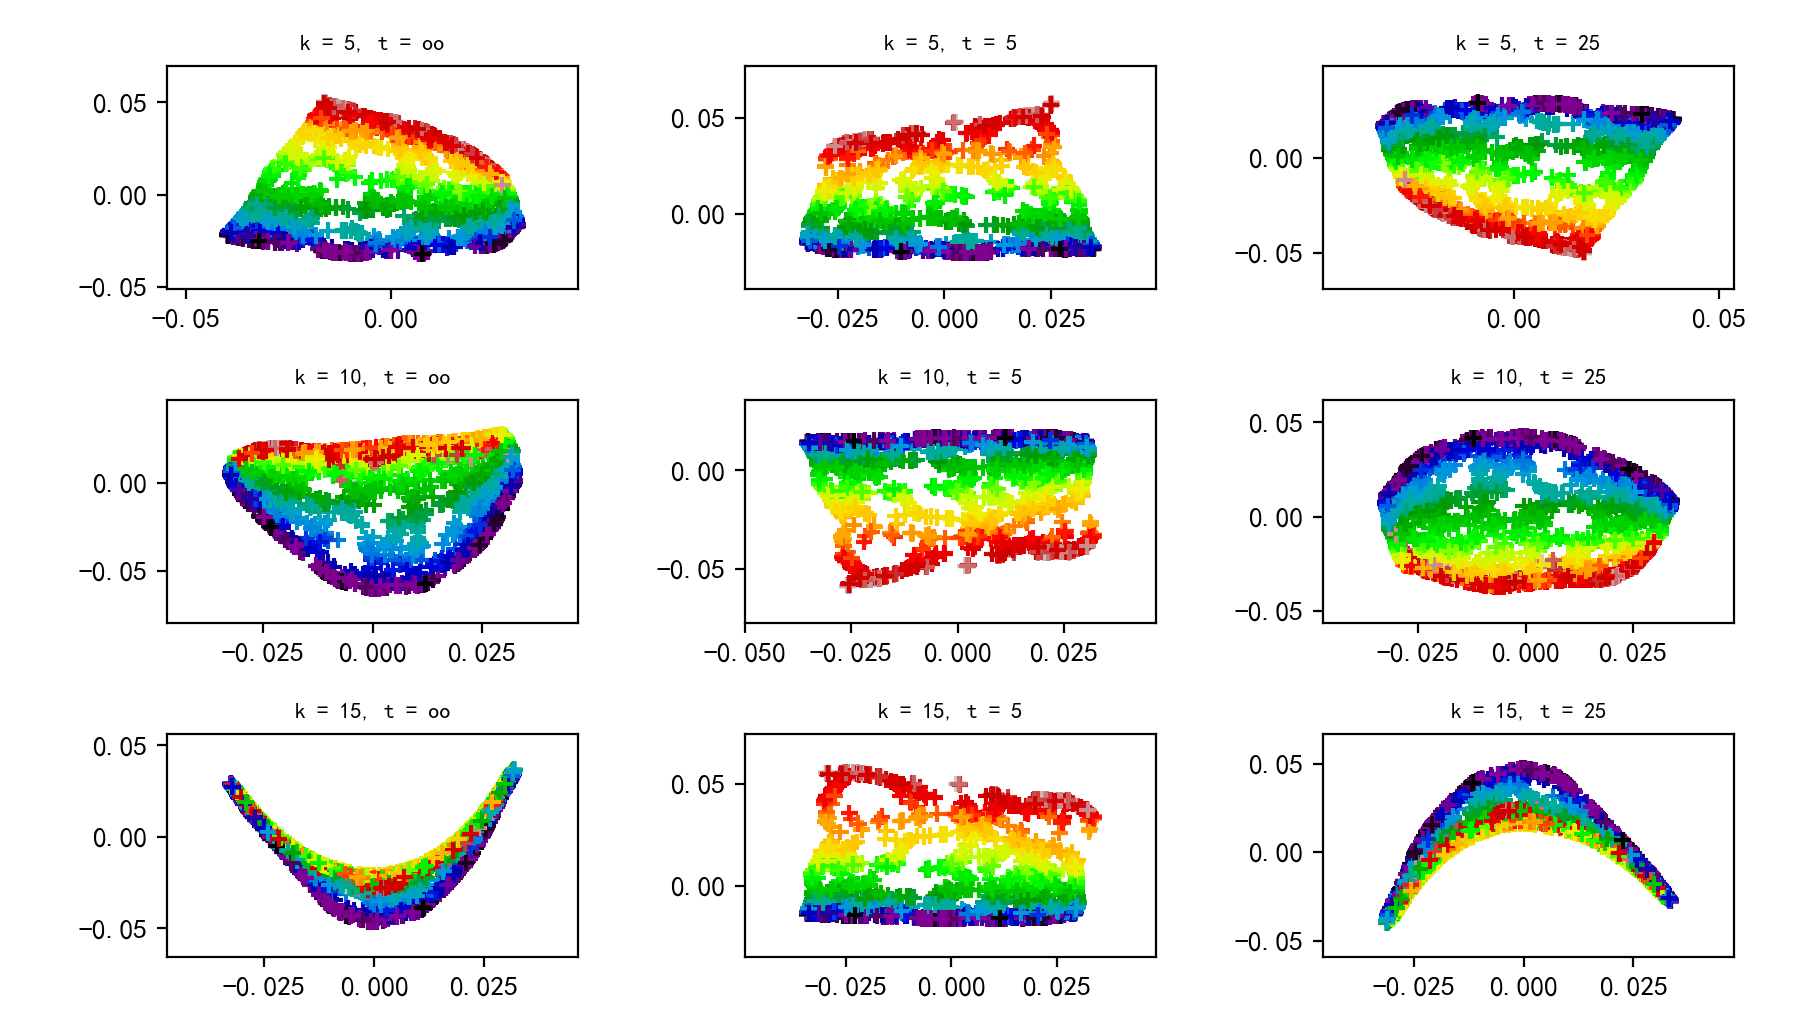 k = 5, t = oo
k = 5, t = 5
k = 5, t = 25
0.05
0.00
−0.05
−0.05 0.00
0.05
0.00
−0.025 0.000 0.025
0.00
−0.05
0.00 0.05
k = 10, t = oo
k = 10, t = 5
k = 10, t = 25
0.00
−0.05
−0.025 0.000 0.025
0.00
−0.05
−0.050 −0.025 0.000 0.025
0.05
0.00
−0.05
−0.025 0.000 0.025
k = 15, t = oo
k = 15, t = 5
k = 15, t = 25
0.05
0.00
−0.05
−0.025 0.000 0.025
0.05
0.00
−0.025 0.000 0.025
0.05
0.00
−0.05
−0.025 0.000 0.025